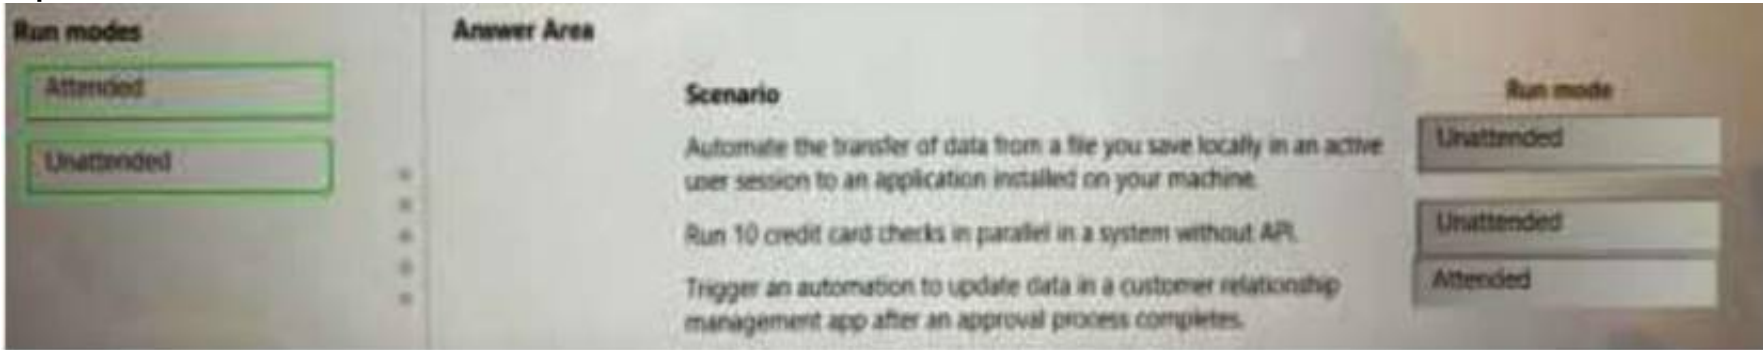 Run modes
Answer Area
Attended
Unattended
Scenario
Run mode
Automate the transfer of data from a file you save locally in an active
user session to an application installed on your machine.
Unattended
Run 10 credit card checks in parallel in a system without API.
Unattended
Trigger an automation to update data in a customer relationship
management app after an approval process completes.
Attended